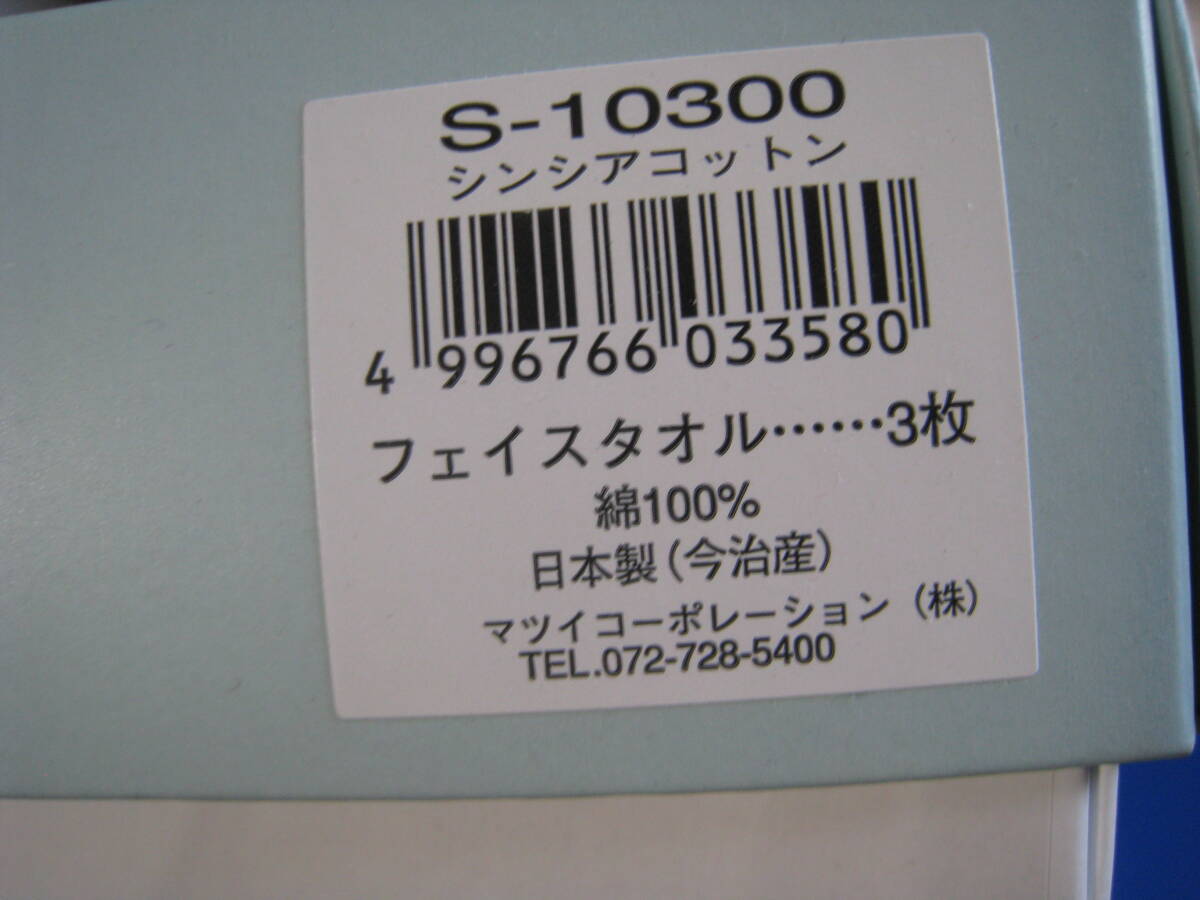 S-10300
シンシアコットン
4 996766 033580
フェイスタオル……3枚
綿100%
日本製(今治産)
マツイコーポレーション(株)
TEL.072-728-5400